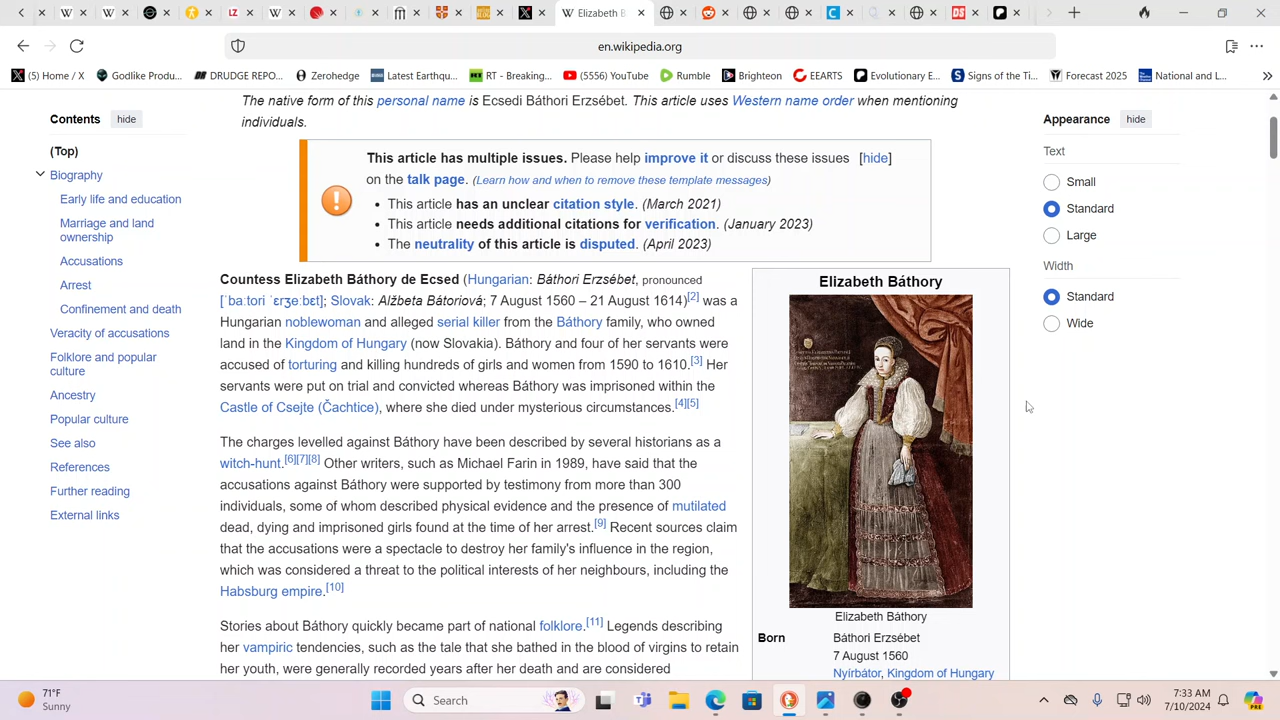 Elizabeth B
en.wikipedia.org
(5) Home / X
Godlike Produ...
DRUDGE REPO...
Zerohedge
Latest Earthqu...
RT - Breaking...
(5556) YouTube
Rumble
Brighteon
EEARTS
Evolutionary E...
Signs of the Ti...
Forecast 2025
National and L...
The native form of this personal name is Ecsedi Báthori Erzsébet. This article uses Western name order when mentioning
individuals.
Contents hide
(Top)
Biography
Early life and education
Marriage and land
ownership
Accusations
Arrest
Confinement and death
Veracity of accusations
Folklore and popular
culture
Ancestry
Popular culture
See also
References
Further reading
External links
This article has multiple issues. Please help improve it or discuss these issues [hide]
on the talk page. (Learn how and when to remove these template messages)
• This article has an unclear citation style. (March 2021)
• This article needs additional citations for verification. (January 2023)
• The neutrality of this article is disputed. (April 2023)
Countess Elizabeth Báthory de Ecsed (Hungarian: Báthori Erzsébet, pronounced
[ˈbaːtori ˈɛrʒeːbɛt]; Slovak: Alžbeta Bátoriová; 7 August 1560 – 21 August 1614)[2] was a
Hungarian noblewoman and alleged serial killer from the Báthory family, who owned
land in the Kingdom of Hungary (now Slovakia). Báthory and four of her servants were
accused of torturing and killing hundreds of girls and women from 1590 to 1610.[3] Her
servants were put on trial and convicted whereas Báthory was imprisoned within the
Castle of Csejte (Čachtice), where she died under mysterious circumstances.[4][5]
The charges levelled against Báthory have been described by several historians as a
witch-hunt.[6][7][8] Other writers, such as Michael Farin in 1989, have said that the
accusations against Báthory were supported by testimony from more than 300
individuals, some of whom described physical evidence and the presence of mutilated
dead, dying and imprisoned girls found at the time of her arrest.[9] Recent sources claim
that the accusations were a spectacle to destroy her family's influence in the region,
which was considered a threat to the political interests of her neighbours, including the
Habsburg empire.[10]
Stories about Báthory quickly became part of national folklore.[11] Legends describing
her vampiric tendencies, such as the tale that she bathed in the blood of virgins to retain
her youth, were generally recorded years after her death and are considered
Elizabeth Báthory
Elizabeth Báthory
Born Báthori Erzsébet
7 August 1560
Nyírbátor, Kingdom of Hungary
Appearance hide
Text
Small
Standard
Large
Width
Standard
Wide
71°F
Sunny
Search
7:33 AM
7/10/2024